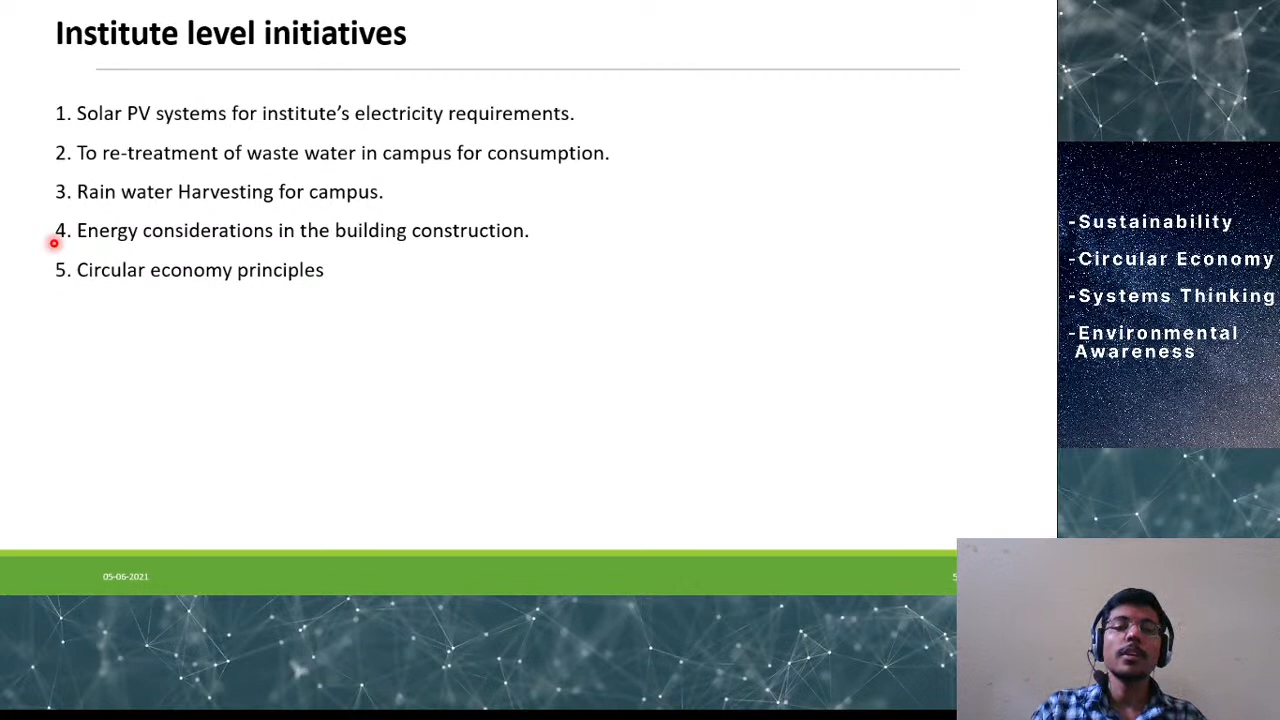 Institute level initiatives
1. Solar PV systems for institute’s electricity requirements.
2. To re-treatment of waste water in campus for consumption.
3. Rain water Harvesting for campus.
4. Energy considerations in the building construction.
5. Circular economy principles
-Sustainability
-Circular Economy
-Systems Thinking
-Environmental
Awareness
05-06-2021
5